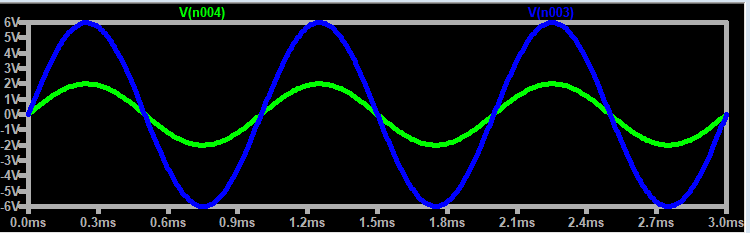 V(n004) V(n003)
6V
5V
4V
3V
2V
1V
0V
-1V
-2V
-3V
-4V
-5V
-6V
0.0ms 0.3ms 0.6ms 0.9ms 1.2ms 1.5ms 1.8ms 2.1ms 2.4ms 2.7ms 3.0ms